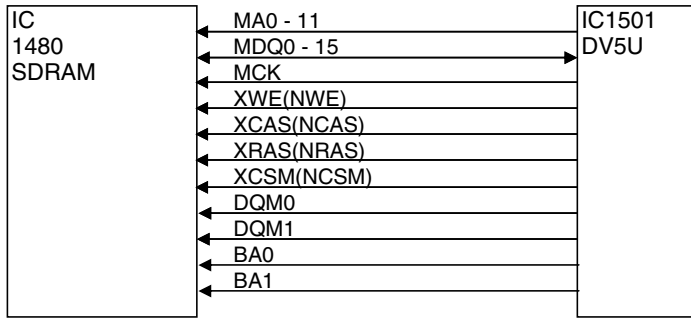 IC
1480
SDRAM
MA0 - 11
MDQ0 - 15
MCK
XWE(NWE)
XCAS(NCAS)
XRAS(NRAS)
XCSM(NCSM)
DQM0
DQM1
BA0
BA1
IC1501
DV5U